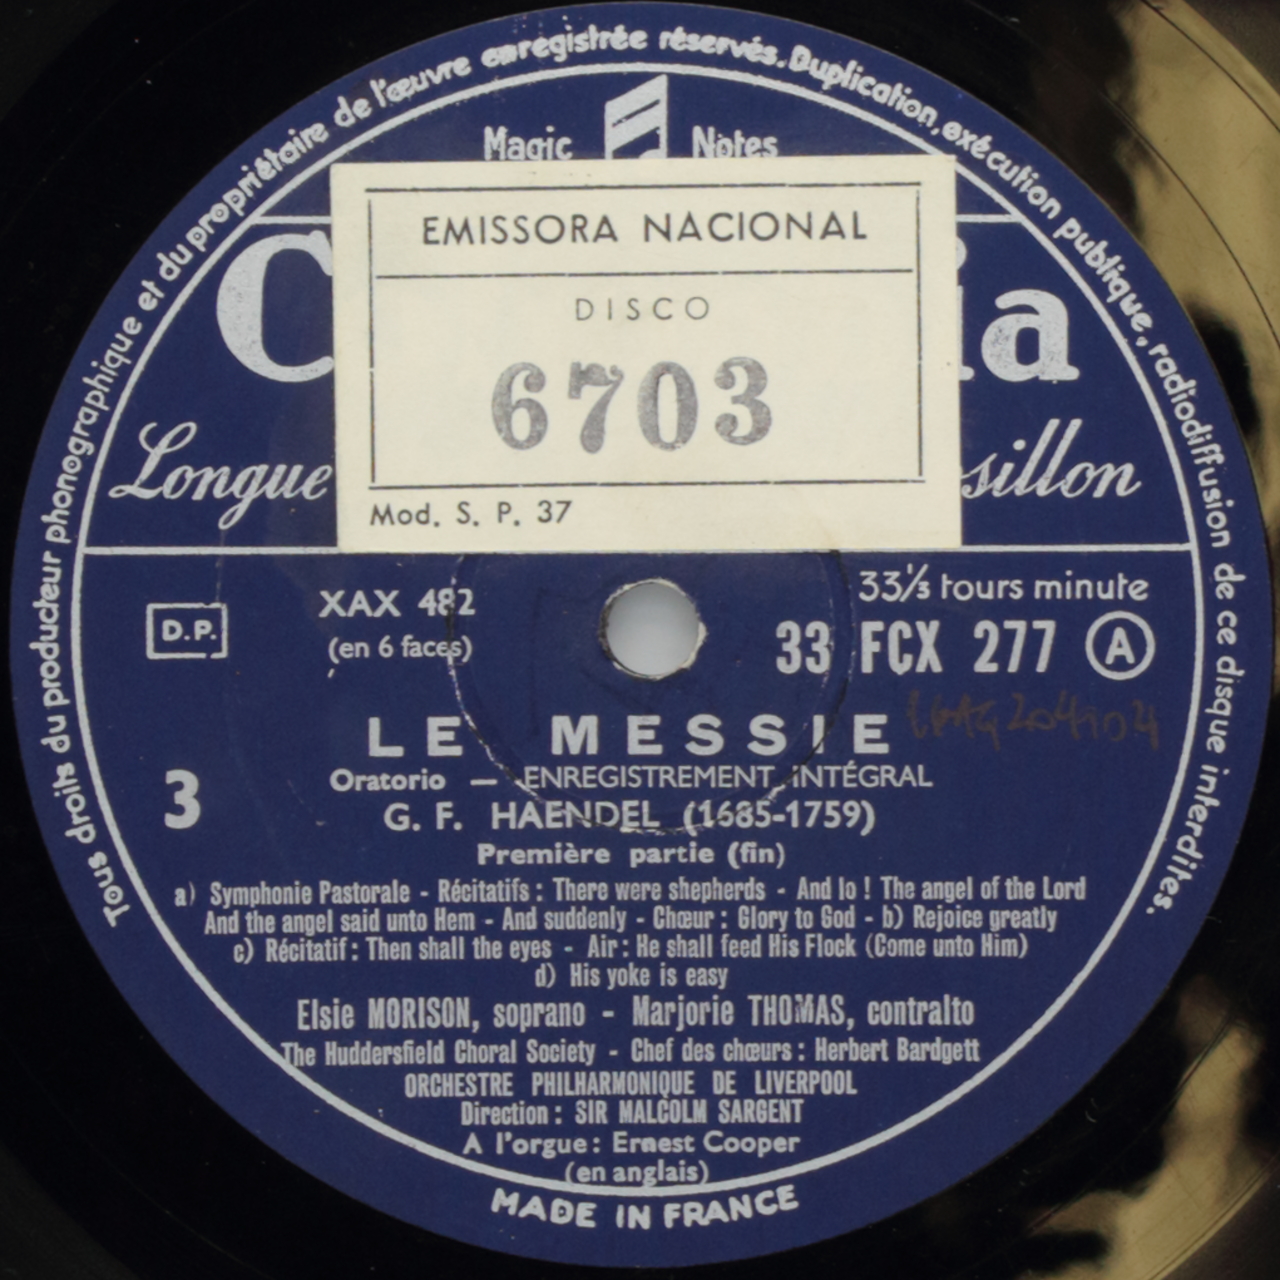 Tous droits du producteur phonographique et du propriétaire de l'œuvre enregistrée réservés. Duplication, exécution publique, radiodiffusion de ce disque interdites.
Magic Notes
EMISSORA NACIONAL
DISCO
6703
Mod. S. P. 37
C ia
Longue sillon
33⅓ tours minute
D.P.
XAX 482
(en 6 faces)
33 FCX 277 A
LE MESSIE
Oratorio — ENREGISTREMENT INTÉGRAL
3
G. F. HAENDEL (1685-1759)
Première partie (fin)
a) Symphonie Pastorale - Récitatifs : There were shepherds - And lo ! The angel of the Lord
And the angel said unto Hem - And suddenly - Chœur : Glory to God - b) Rejoice greatly
c) Récitatif : Then shall the eyes - Air : He shall feed His Flock (Come unto Him)
d) His yoke is easy
Elsie MORISON, soprano - Marjorie THOMAS, contralto
The Huddersfield Choral Society - Chef des chœurs : Herbert Bardgett
ORCHESTRE PHILHARMONIQUE DE LIVERPOOL
Direction : SIR MALCOLM SARGENT
A l'orgue : Ernest Cooper
(en anglais)
MADE IN FRANCE